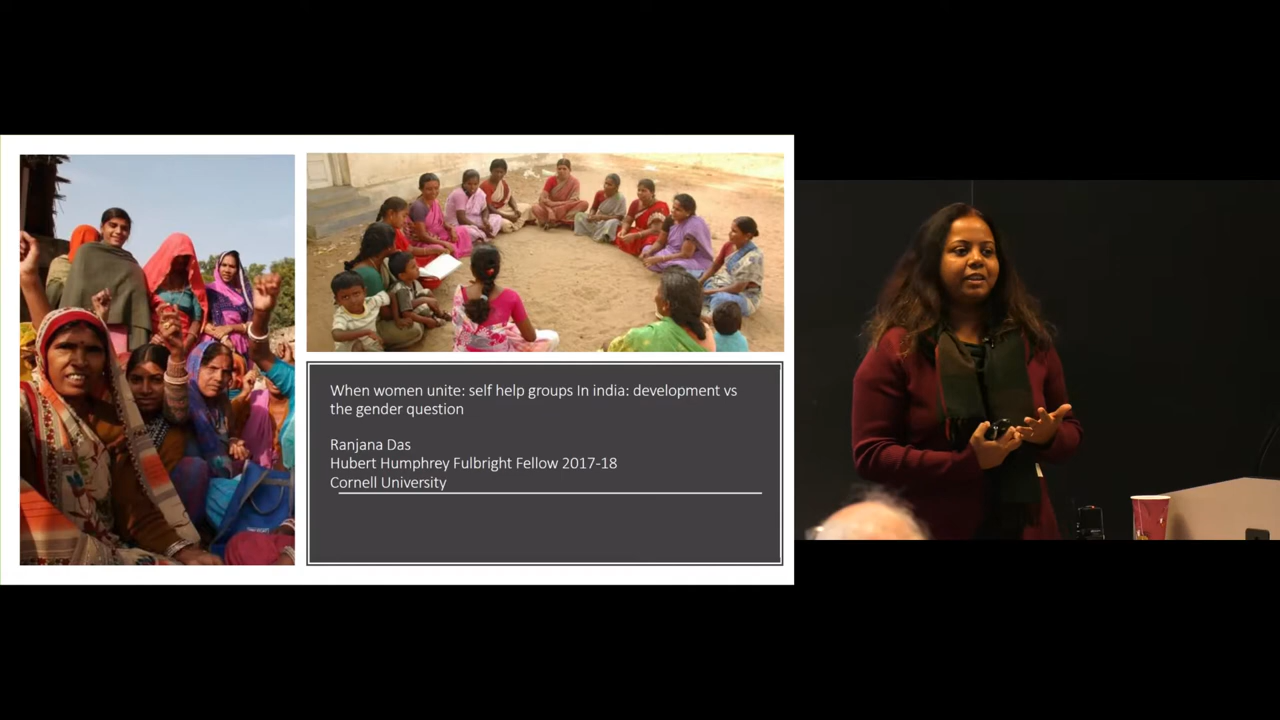 When women unite: self help groups In india: development vs
the gender question
Ranjana Das
Hubert Humphrey Fulbright Fellow 2017-18
Cornell University